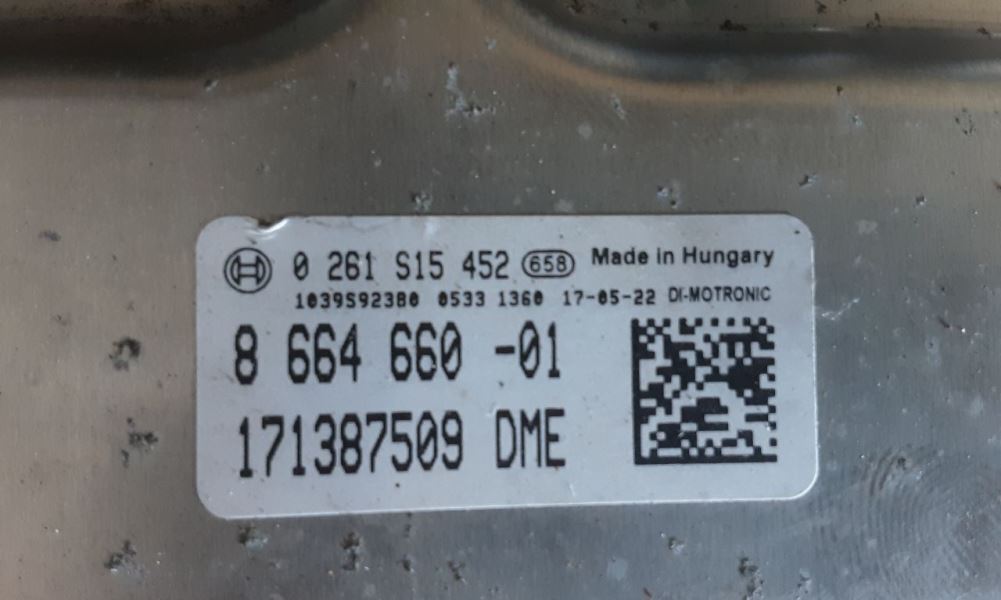 0 261 S15 452 658 Made in Hungary
1039S92380 0533 1360 17-05-22 DI-MOTRONIC
8 664 660 -01
171387509 DME